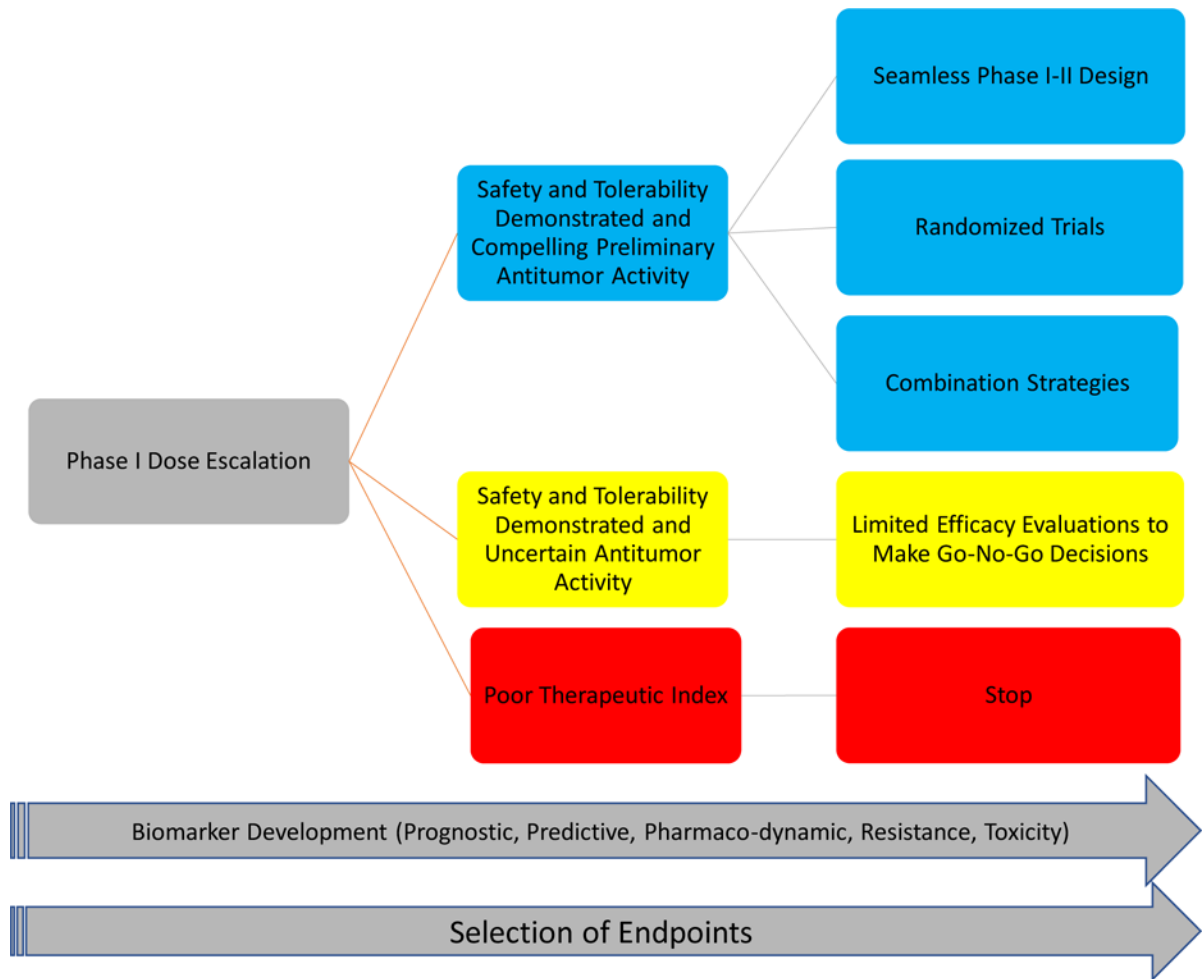 Seamless Phase I-II Design
Safety and Tolerability
Demonstrated and
Compelling Preliminary
Antitumor Activity
Randomized Trials
Combination Strategies
Phase I Dose Escalation
Safety and Tolerability
Demonstrated and
Uncertain Antitumor
Activity
Limited Efficacy Evaluations to
Make Go-No-Go Decisions
Poor Therapeutic Index
Stop
Biomarker Development (Prognostic, Predictive, Pharmaco-dynamic, Resistance, Toxicity)
Selection of Endpoints